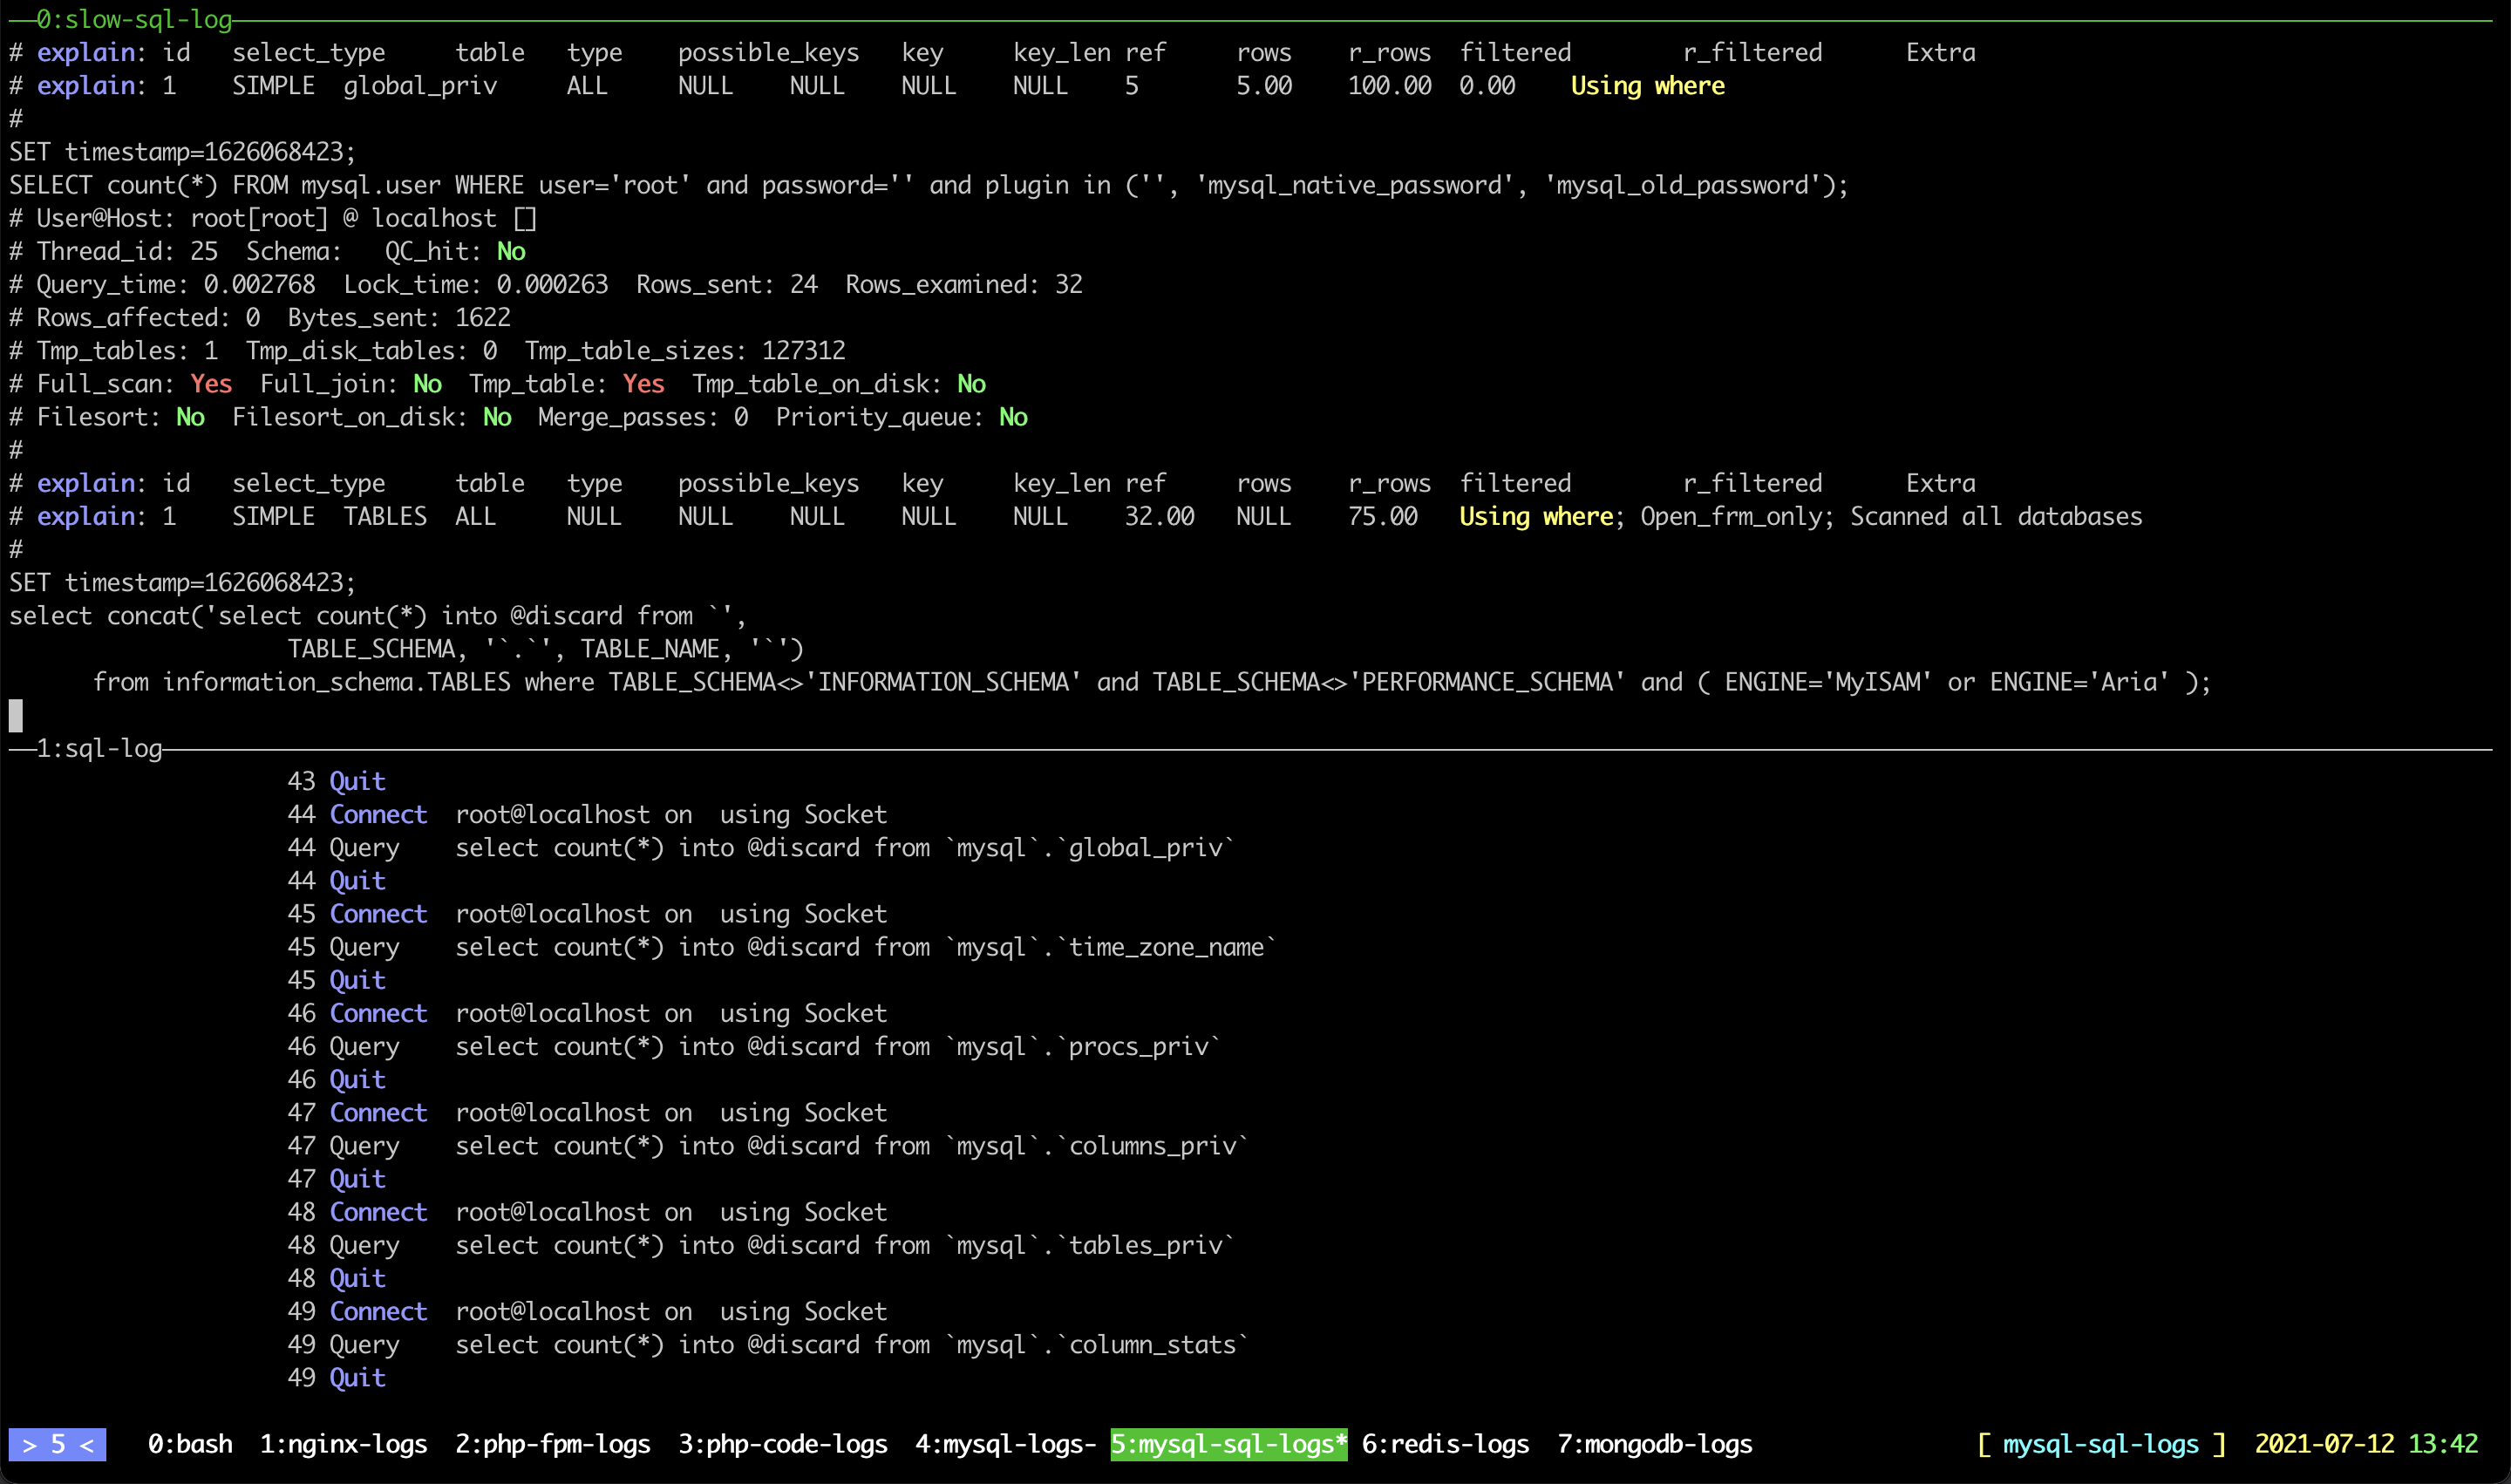 0:slow-sql-log
# explain: id   select_type     table   type    possible_keys   key     key_len ref     rows    r_rows  filtered        r_filtered      Extra
# explain: 1    SIMPLE  global_priv     ALL     NULL    NULL    NULL    NULL    5       5.00    100.00  0.00    Using where
#
SET timestamp=1626068423;
SELECT count(*) FROM mysql.user WHERE user='root' and password='' and plugin in ('', 'mysql_native_password', 'mysql_old_password');
# User@Host: root[root] @ localhost []
# Thread_id: 25  Schema:   QC_hit: No
# Query_time: 0.002768  Lock_time: 0.000263  Rows_sent: 24  Rows_examined: 32
# Rows_affected: 0  Bytes_sent: 1622
# Tmp_tables: 1  Tmp_disk_tables: 0  Tmp_table_sizes: 127312
# Full_scan: Yes  Full_join: No  Tmp_table: Yes  Tmp_table_on_disk: No
# Filesort: No  Filesort_on_disk: No  Merge_passes: 0  Priority_queue: No
#
# explain: id   select_type     table   type    possible_keys   key     key_len ref     rows    r_rows  filtered        r_filtered      Extra
# explain: 1    SIMPLE  TABLES  ALL     NULL    NULL    NULL    NULL    NULL    32.00   NULL    75.00   Using where; Open_frm_only; Scanned all databases
#
SET timestamp=1626068423;
select concat('select count(*) into @discard from `',
                    TABLE_SCHEMA, '`.`', TABLE_NAME, '`')
      from information_schema.TABLES where TABLE_SCHEMA<>'INFORMATION_SCHEMA' and TABLE_SCHEMA<>'PERFORMANCE_SCHEMA' and ( ENGINE='MyISAM' or ENGINE='Aria' );
1:sql-log
43 Quit
44 Connect  root@localhost on  using Socket
44 Query    select count(*) into @discard from `mysql`.`global_priv`
44 Quit
45 Connect  root@localhost on  using Socket
45 Query    select count(*) into @discard from `mysql`.`time_zone_name`
45 Quit
46 Connect  root@localhost on  using Socket
46 Query    select count(*) into @discard from `mysql`.`procs_priv`
46 Quit
47 Connect  root@localhost on  using Socket
47 Query    select count(*) into @discard from `mysql`.`columns_priv`
47 Quit
48 Connect  root@localhost on  using Socket
48 Query    select count(*) into @discard from `mysql`.`tables_priv`
48 Quit
49 Connect  root@localhost on  using Socket
49 Query    select count(*) into @discard from `mysql`.`column_stats`
49 Quit
> 5 <   0:bash  1:nginx-logs  2:php-fpm-logs  3:php-code-logs  4:mysql-logs- 5:mysql-sql-logs* 6:redis-logs  7:mongodb-logs  [ mysql-sql-logs ]  2021-07-12 13:42